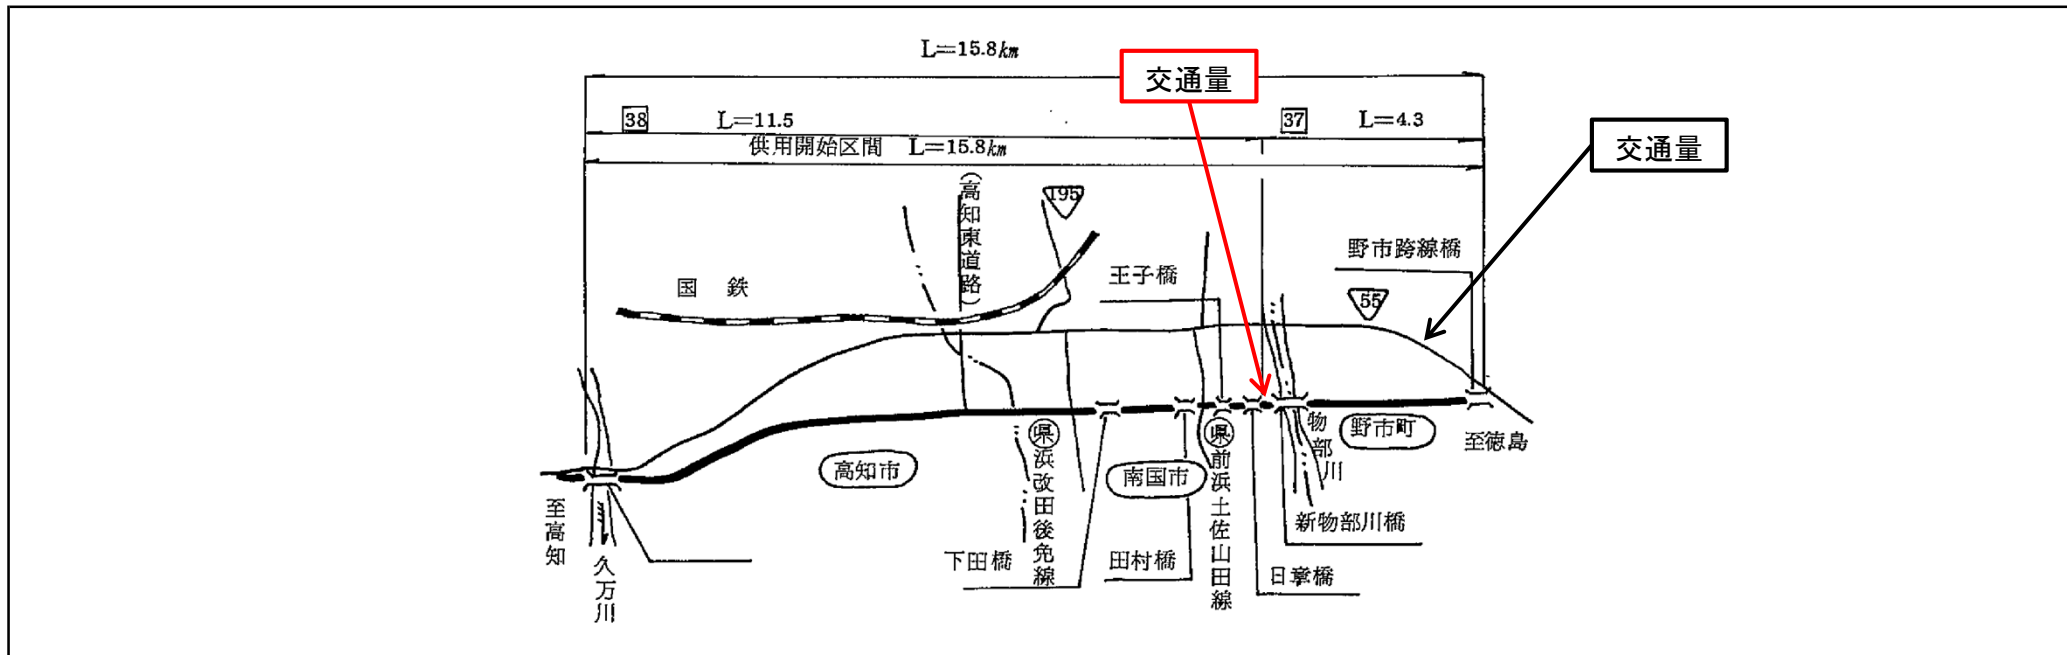 L=15.8km
交通量
38
L=11.5
37
L=4.3
供用開始区間 L=15.8km
交通量
(高知東道路)
195
野市跨線橋
王子橋
国鉄
55
物部川
野市町
至徳島
県
浜改田後免線
県
前浜土佐山田線
高知市
南国市
至高知
新物部川橋
下田橋
田村橋
日章橋
久万川